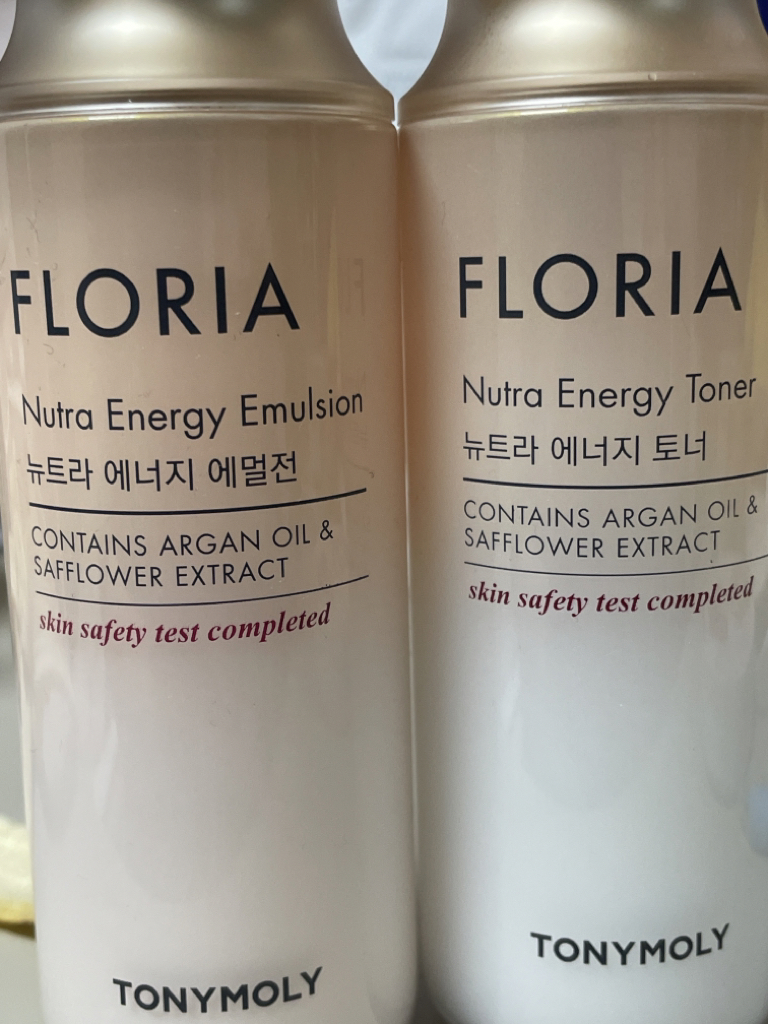 FLORIA
Nutra Energy Emulsion
뉴트라 에너지 에멀전
CONTAINS ARGAN OIL &
SAFFLOWER EXTRACT
skin safety test completed
TONYMOLY
FLORIA
Nutra Energy Toner
뉴트라 에너지 토너
CONTAINS ARGAN OIL &
SAFFLOWER EXTRACT
skin safety test completed
TONYMOLY